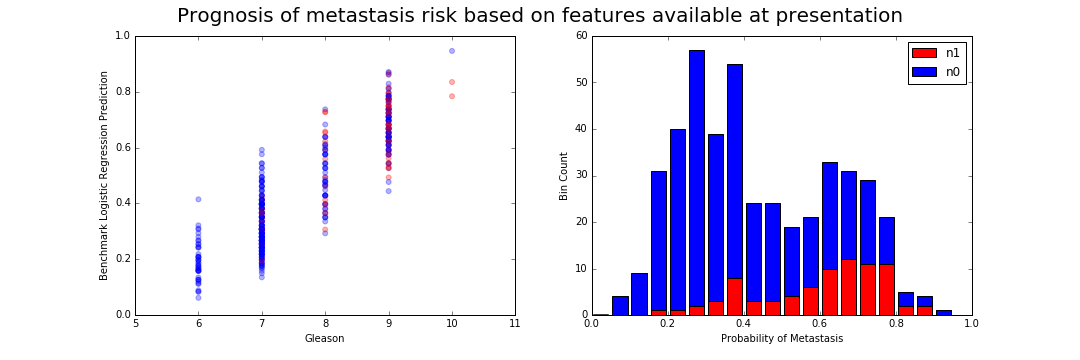 Prognosis of metastasis risk based on features available at presentation
1.0
0.8
0.6
0.4
0.2
0.0
Benchmark Logistic Regression Prediction
5 6 7 8 9 10 11
Gleason
60
50
40
30
20
10
0
Bin Count
n1
n0
0.0 0.2 0.4 0.6 0.8 1.0
Probability of Metastasis